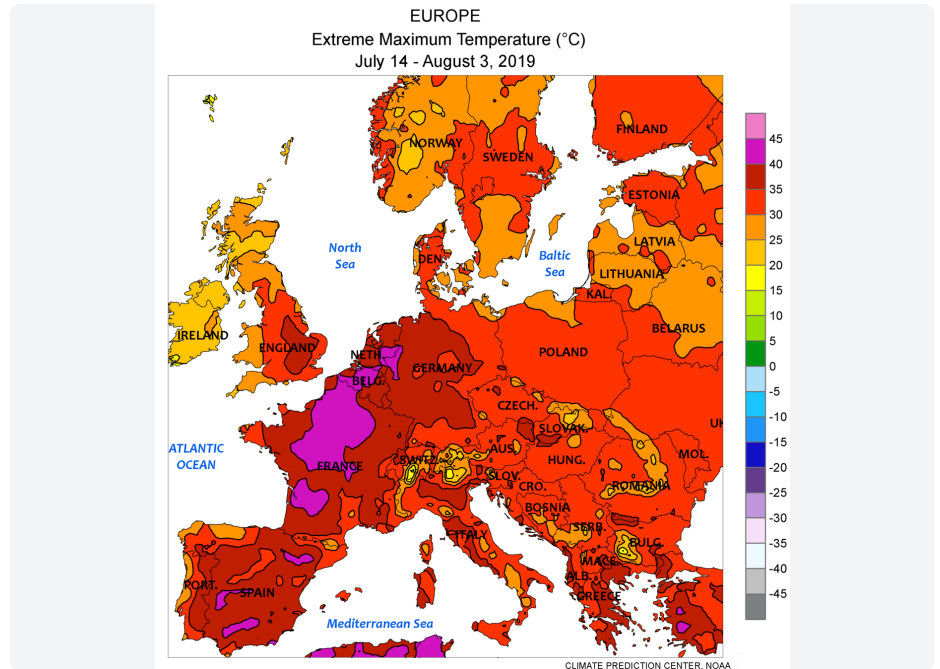 EUROPE
Extreme Maximum Temperature (°C)
July 14 - August 3, 2019
FINLAND
NORWAY
SWEDEN
ESTONIA
North
Sea
DEN.
Baltic
Sea
LATVIA
LITHUANIA
KAL.
IRELAND
ENGLAND
NETH.
BELG.
GERMANY
POLAND
BELARUS
CZECH.
SLOVAK.
UK
ATLANTIC
OCEAN
FRANCE
SWITZ.
AUS.
SLOV.
HUNG.
CRO.
MOL.
ROMANIA
BOSNIA
SERB.
ITALY
BULG.
MACE.
ALB.
GREECE
PORT.
SPAIN
Mediterranean Sea
45
40
35
30
25
20
15
10
5
0
-5
-10
-15
-20
-25
-30
-35
-40
-45
CLIMATE PREDICTION CENTER. NOAA